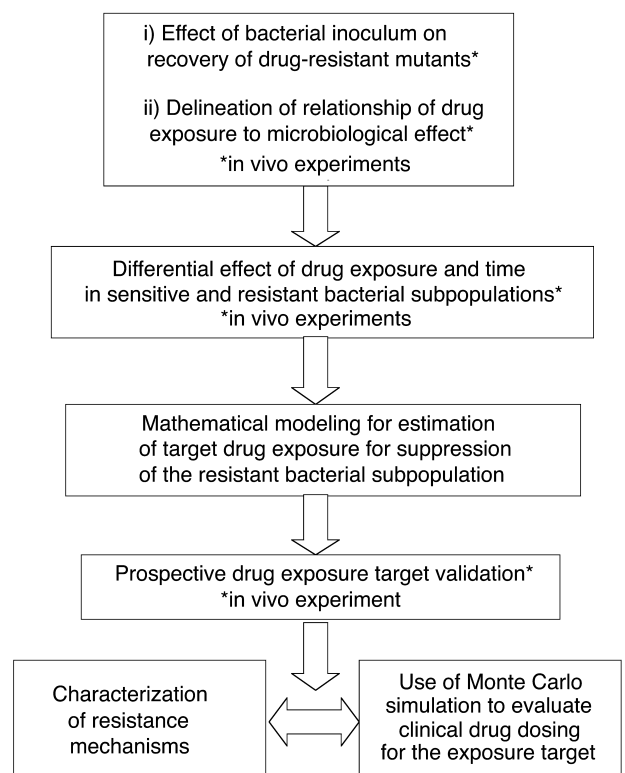 i) Effect of bacterial inoculum on
recovery of drug-resistant mutants*
ii) Delineation of relationship of drug
exposure to microbiological effect*
*in vivo experiments
Differential effect of drug exposure and time
in sensitive and resistant bacterial subpopulations*
*in vivo experiments
Mathematical modeling for estimation
of target drug exposure for suppression
of the resistant bacterial subpopulation
Prospective drug exposure target validation*
*in vivo experiment
Characterization
of resistance
mechanisms
Use of Monte Carlo
simulation to evaluate
clinical drug dosing
for the exposure target